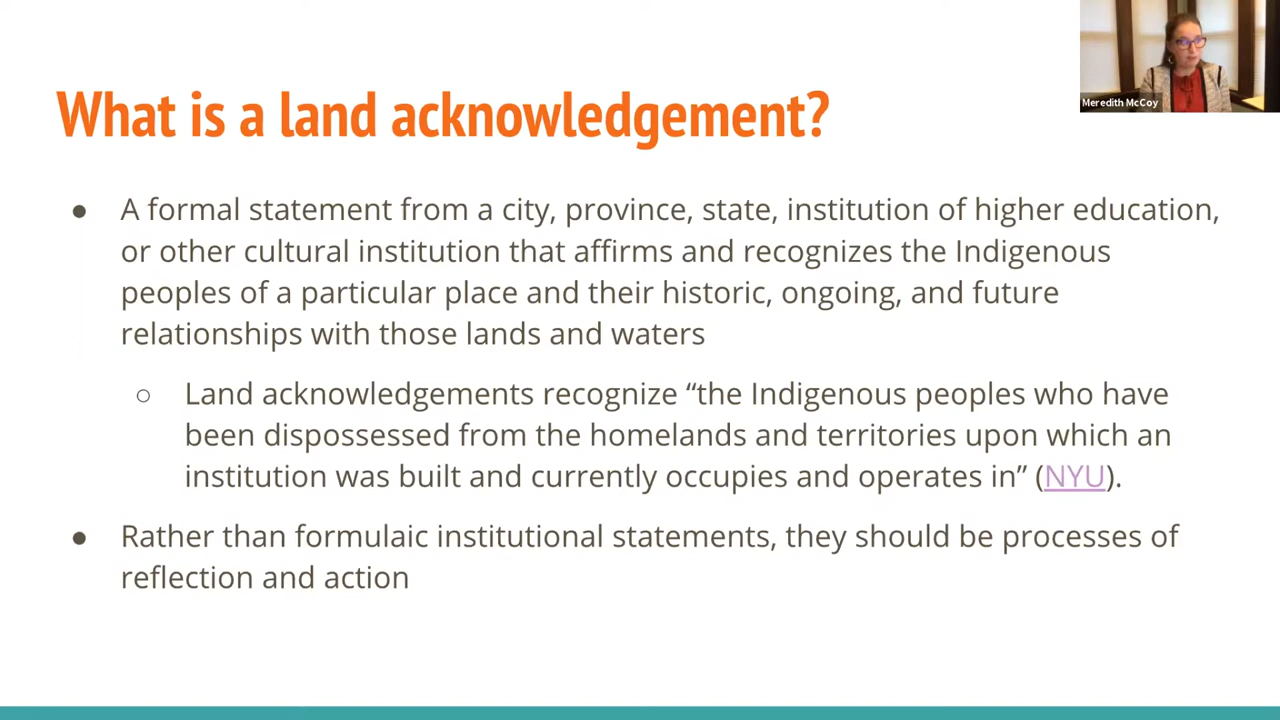 Meredith McCoy
What is a land acknowledgement?
● A formal statement from a city, province, state, institution of higher education,
or other cultural institution that affirms and recognizes the Indigenous
peoples of a particular place and their historic, ongoing, and future
relationships with those lands and waters
○ Land acknowledgements recognize “the Indigenous peoples who have
been dispossessed from the homelands and territories upon which an
institution was built and currently occupies and operates in” (NYU).
● Rather than formulaic institutional statements, they should be processes of
reflection and action